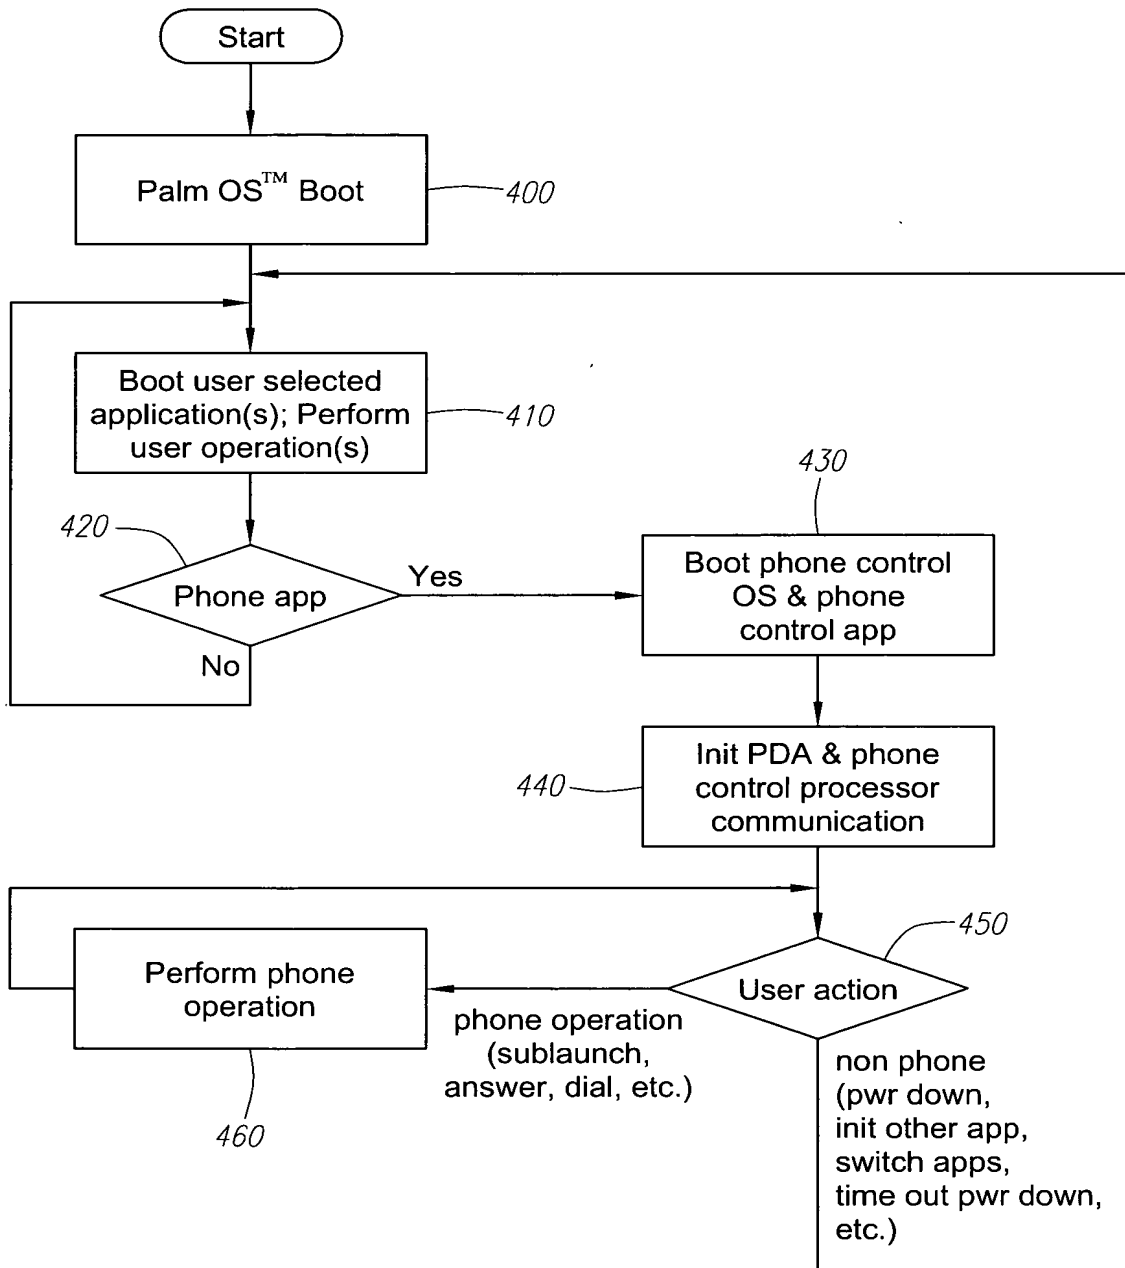 Start
Palm OS™ Boot
400
Boot user selected
application(s); Perform
user operation(s)
410
420
Phone app
Yes
No
430
Boot phone control
OS & phone
control app
Init PDA & phone
control processor
communication
440
450
User action
Perform phone
operation
460
phone operation
(sublaunch,
answer, dial, etc.)
non phone
(pwr down,
init other app,
switch apps,
time out pwr down,
etc.)